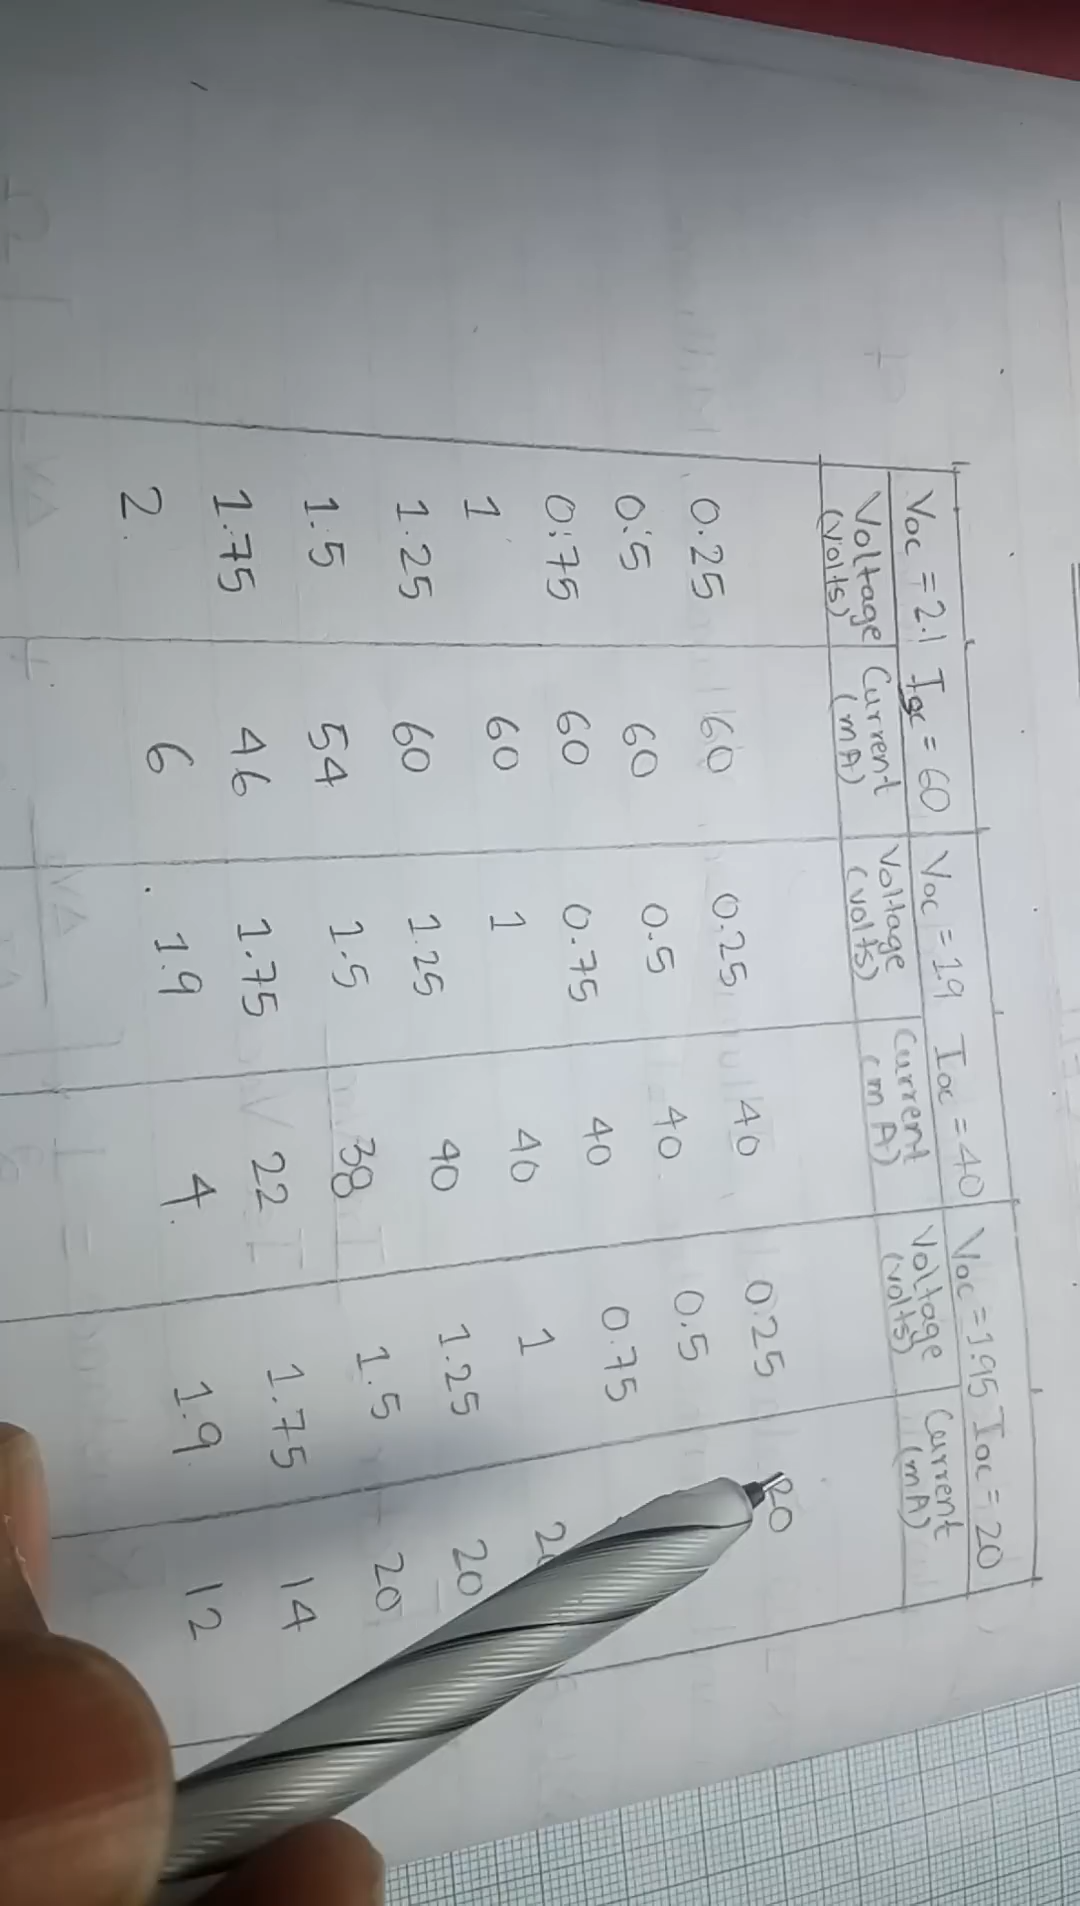 Voc = 2.1 Ioc = 60 Voc = 1.9 Ioc = 40 Voc = 1.95 Ioc = 20
Voltage Current Voltage Current Voltage Current
(volts) (mA) (volts) (mA) (volts) (mA)
0.25 60 0.25 40 0.25 20
0.5 60 0.5 40 0.5
0.75 60 0.75 40 0.75
1 60 1 40 1
1.25 60 1.25 40 1.25 20
1.5 54 1.5 38 1.5 20
1.75 46 1.75 22 1.75 14
2 6 1.9 4 1.9 12